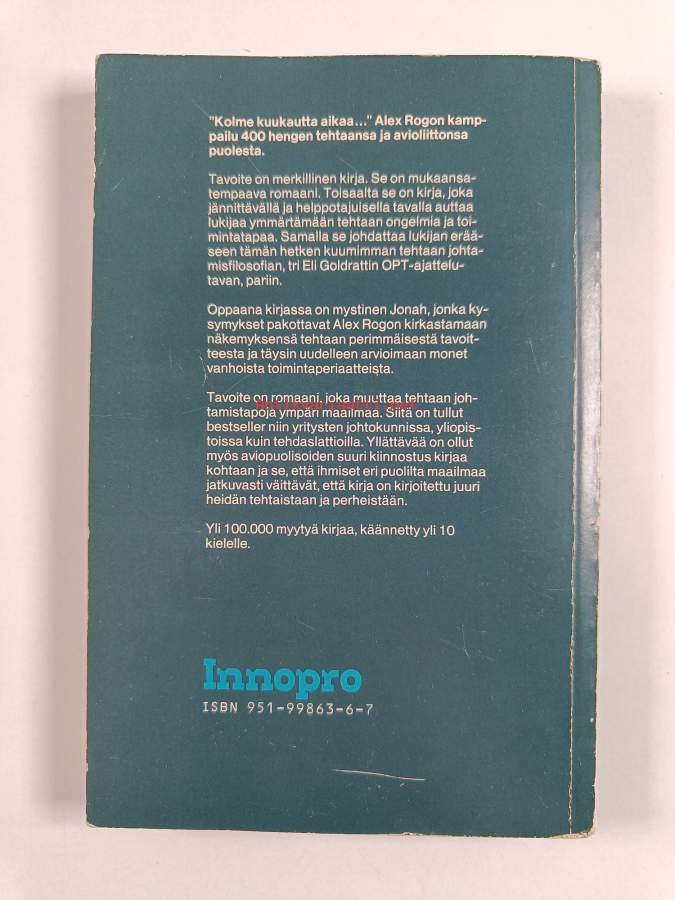 "Kolme kuukautta aikaa..." Alex Rogon kamp-
pailu 400 hengen tehtaansa ja avioliittonsa
puolesta.
Tavoite on merkillinen kirja. Se on mukaansa-
tempaava romaani. Toisaalta se on kirja, joka
jännittävällä ja helppotajuisella tavalla auttaa
lukijaa ymmärtämään tehtaan ongelmia ja toi-
mintatapaa. Samalla se johdattaa lukijan erää-
seen tämän hetken kuumimman tehtaan johta-
misfilosofian, tri Eli Goldrattin OPT-ajattelu-
tavan, pariin.
Oppaana kirjassa on mystinen Jonah, jonka ky-
symykset pakottavat Alex Rogon kirkastamaan
näkemyksensä tehtaan perimmäisestä tavoit-
teesta ja täysin uudelleen arvioimaan monet
vanhoista toimintaperiaatteista.
Tavoite on romaani, joka muuttaa tehtaan joh-
tamistapoja ympäri maailmaa. Siitä on tullut
antikvariaatti.net
bestseller niin yritysten johtokunnissa, yliopis-
toissa kuin tehdaslattioilla. Yllättävää on ollut
myös aviopuolisoiden suuri kiinnostus kirjaa
kohtaan ja se, että ihmiset eri puolilta maailmaa
jatkuvasti väittävät, että kirja on kirjoitettu juuri
heidän tehtaistaan ja perheistään.
Yli 100.000 myytyä kirjaa, käännetty yli 10
kielelle.
Innopro
ISBN 951-99863-6-7